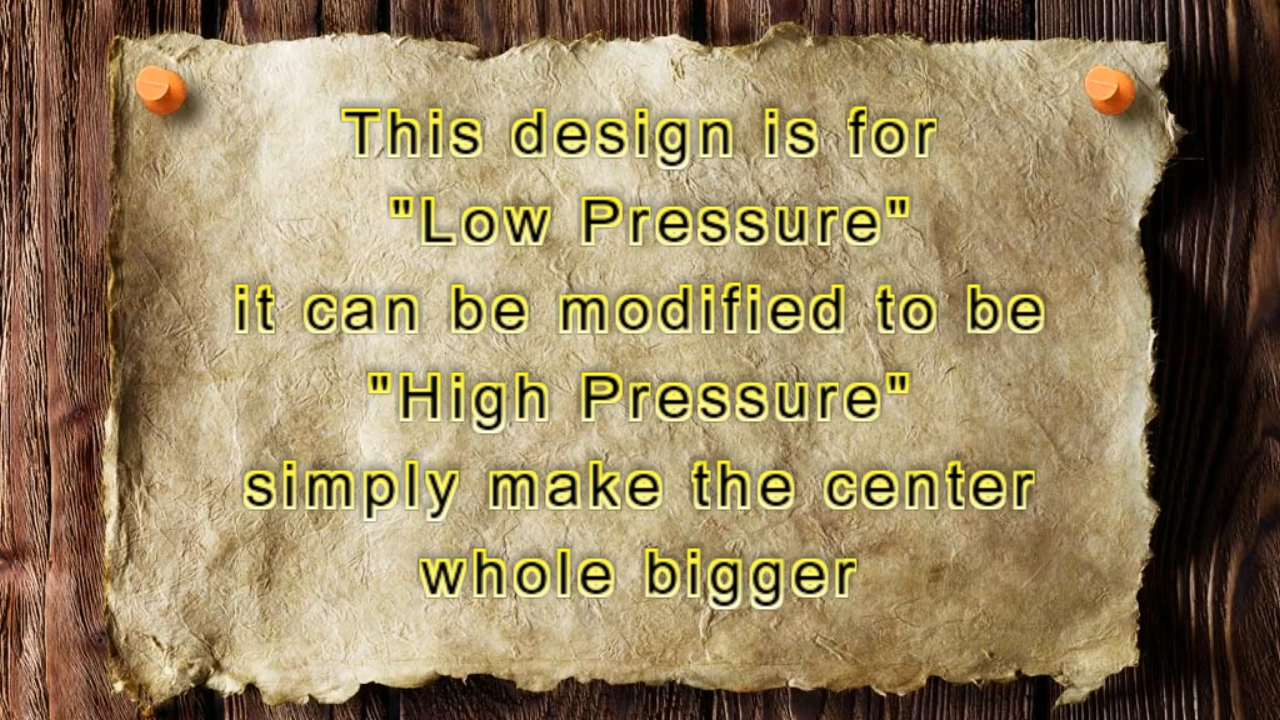 This design is for
"Low Pressure"
it can be modified to be
"High Pressure"
simply make the center
whole bigger